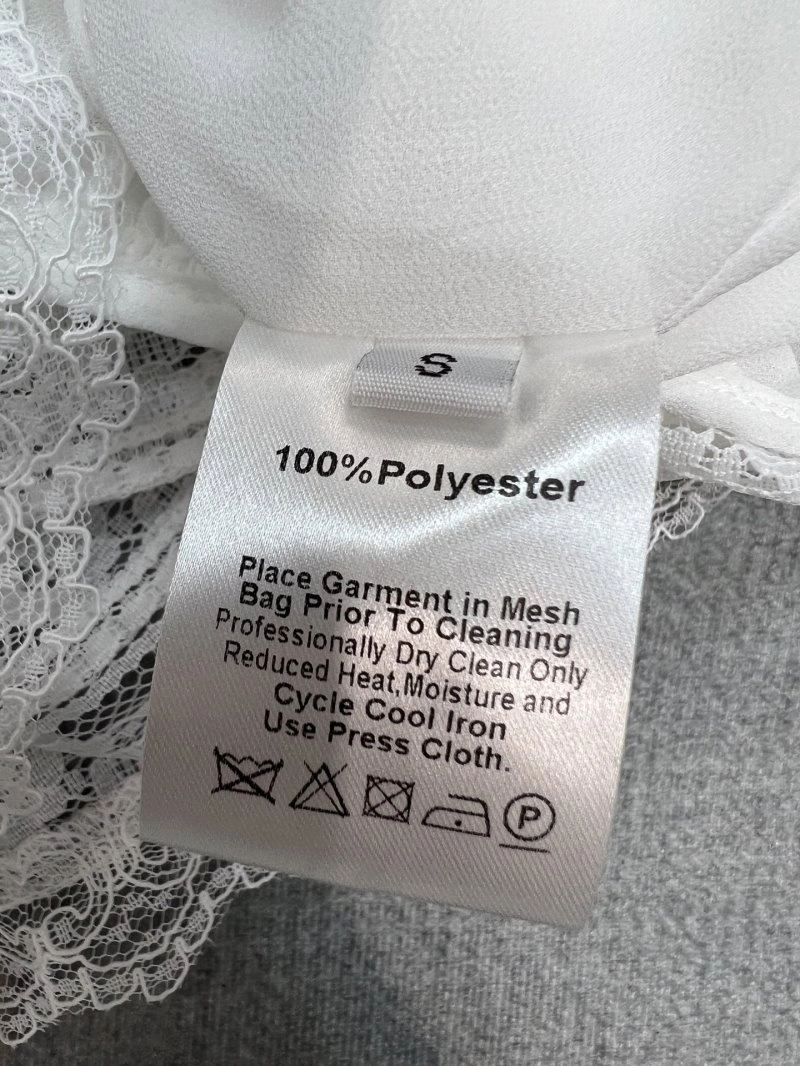 S
100%Polyester
Place Garment in Mesh
Bag Prior To Cleaning
Professionally Dry Clean Only
Reduced Heat,Moisture and
Cycle Cool Iron
Use Press Cloth.
P